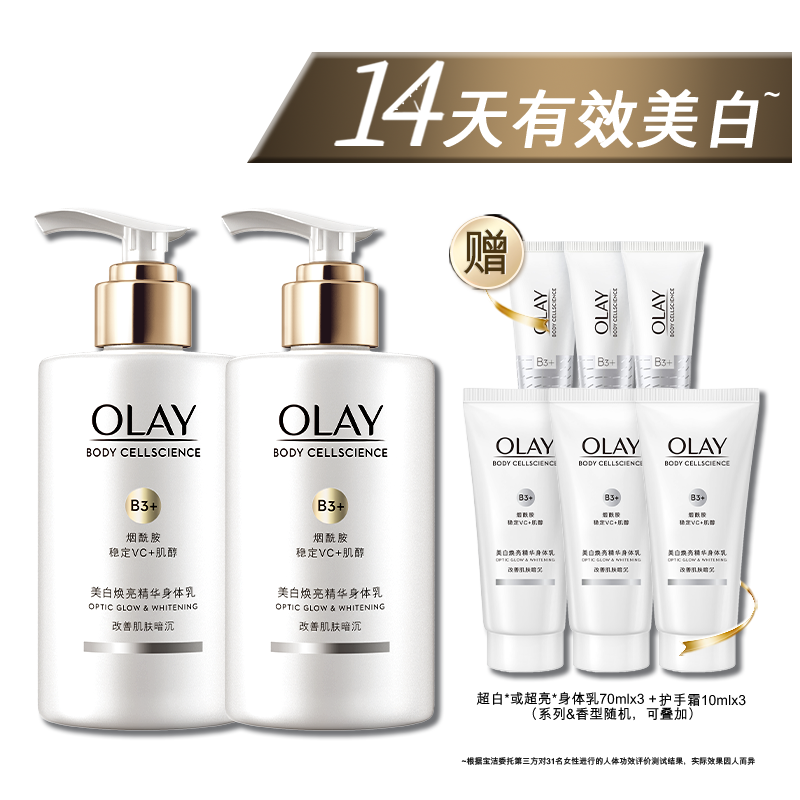 14天有效美白~
赠
OLAY
BODY CELLSCIENCE
B3+
烟酰胺
稳定VC+肌醇
美白焕亮精华身体乳
OPTIC GLOW & WHITENING
改善肌肤暗沉
OLAY
BODY CELLSCIENCE
B3+
烟酰胺
稳定VC+肌醇
美白焕亮精华身体乳
OPTIC GLOW & WHITENING
改善肌肤暗沉
OLAY
BODY CELLSCIENCE
B3+
OLAY
BODY CELLSCIENCE
B3+
OLAY
BODY CELLSCIENCE
B3+
OLAY
BODY CELLSCIENCE
B3+
烟酰胺
稳定VC+肌醇
美白焕亮精华身体乳
OPTIC GLOW & WHITENING
改善肌肤暗沉
OLAY
BODY CELLSCIENCE
B3+
烟酰胺
稳定VC+肌醇
美白焕亮精华身体乳
OPTIC GLOW & WHITENING
改善肌肤暗沉
OLAY
BODY CELLSCIENCE
B3+
烟酰胺
稳定VC+肌醇
美白焕亮精华身体乳
OPTIC GLOW & WHITENING
改善肌肤暗沉
超白*或超亮*身体乳70mlx3+护手霜10mlx3
（系列&香型随机，可叠加）
~根据宝洁委托第三方对31名女性进行的人体功效评价测试结果，实际效果因人而异